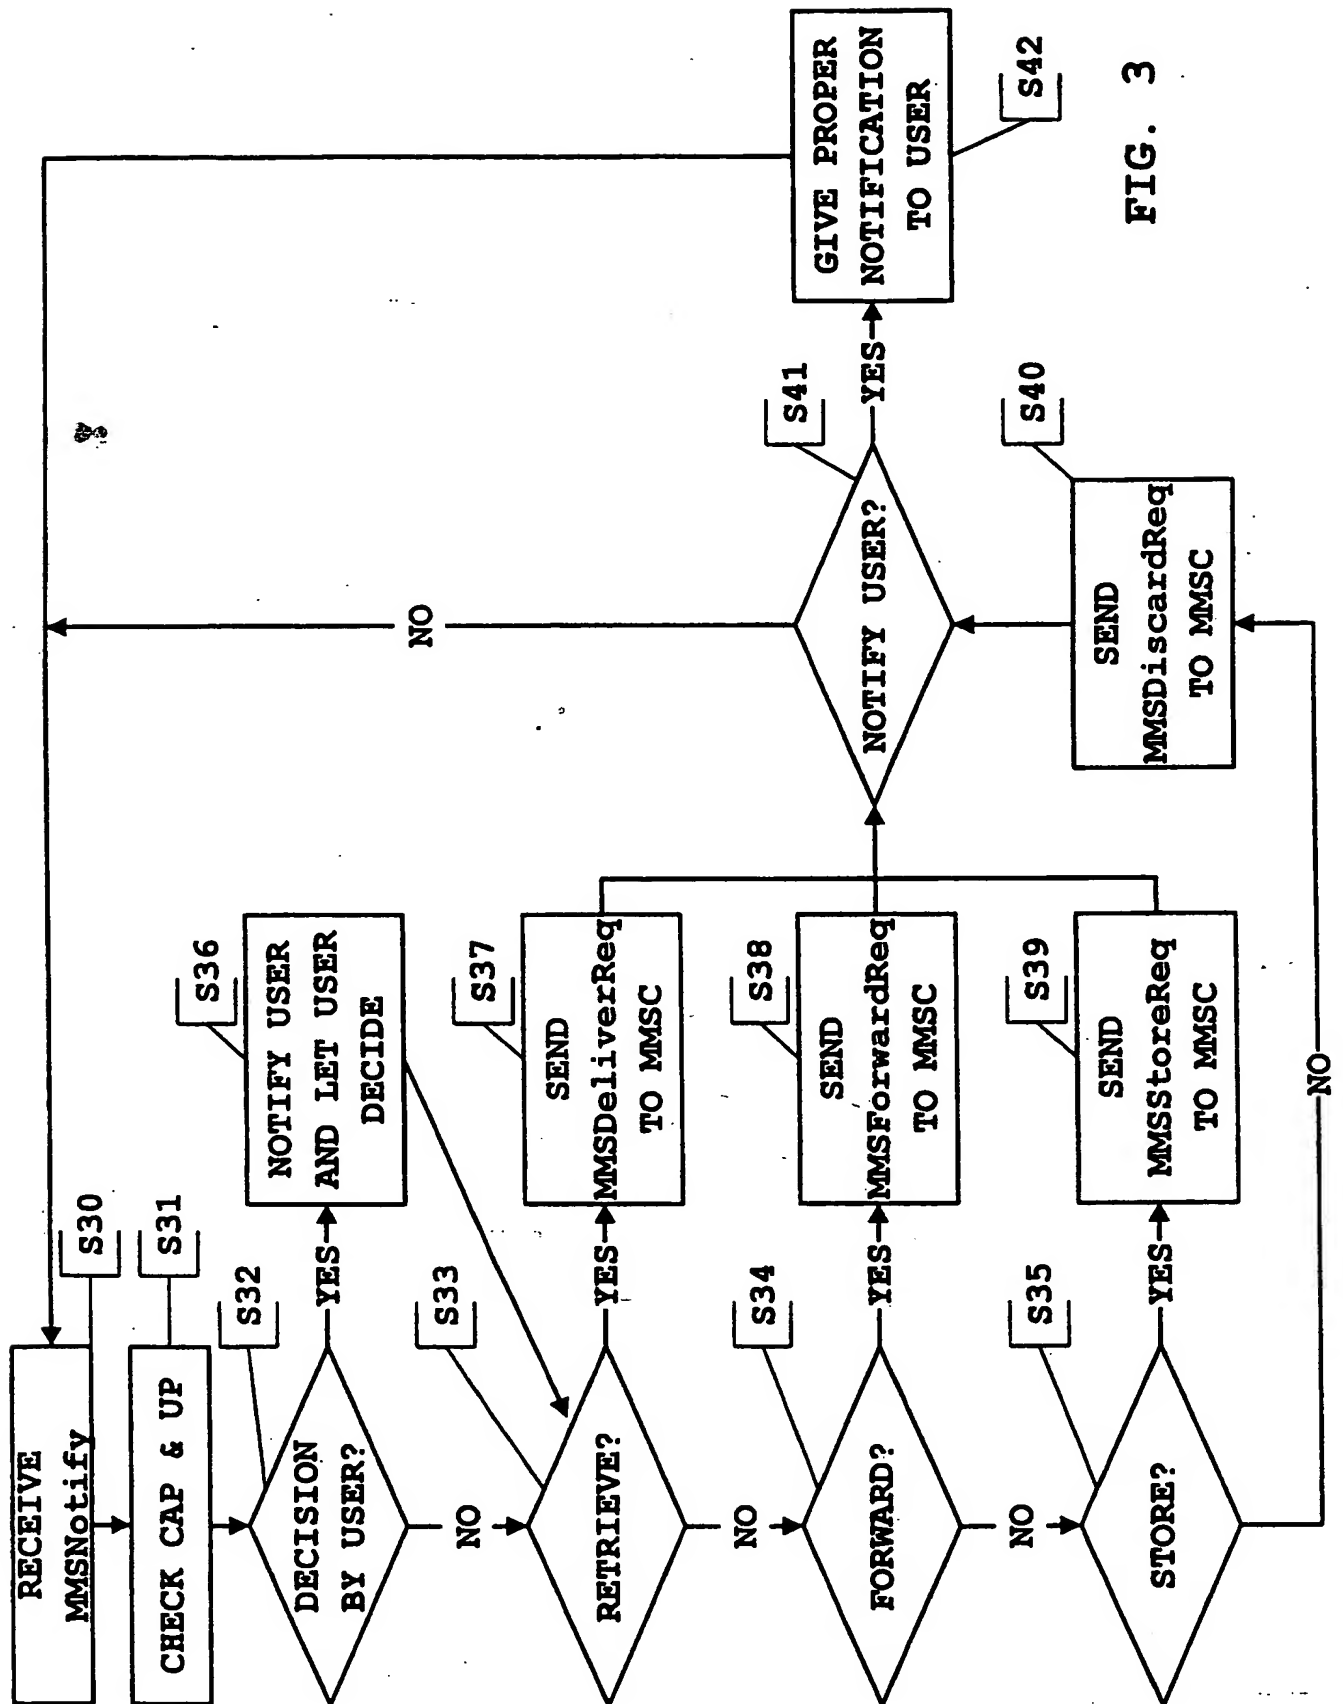 RECEIVE
MMSNotify
S30
CHECK CAP & UP
S31
DECISION
BY USER?
S32
YES
NOTIFY USER
AND LET USER
DECIDE
S36
NO
RETRIEVE?
S33
YES
SEND
MMSDeliverReq
TO MMSC
S37
NO
FORWARD?
S34
YES
SEND
MMSForwardReq
TO MMSC
S38
NO
STORE?
S35
YES
SEND
MMSStoreReq
TO MMSC
S39
NO
SEND
MMSDiscardReq
TO MMSC
S40
NOTIFY USER?
S41
NO
YES
GIVE PROPER
NOTIFICATION
TO USER
S42
FIG. 3